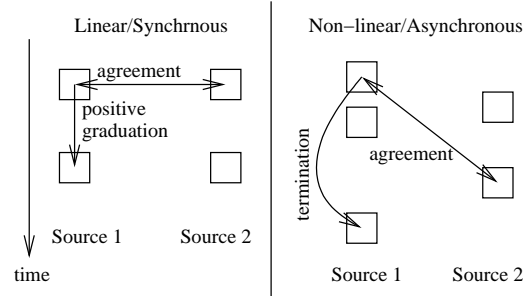 Linear/Synchrnous
agreement
positive
graduation
Source 1
Source 2
time
Non−linear/Asynchronous
termination
agreement
Source 1
Source 2